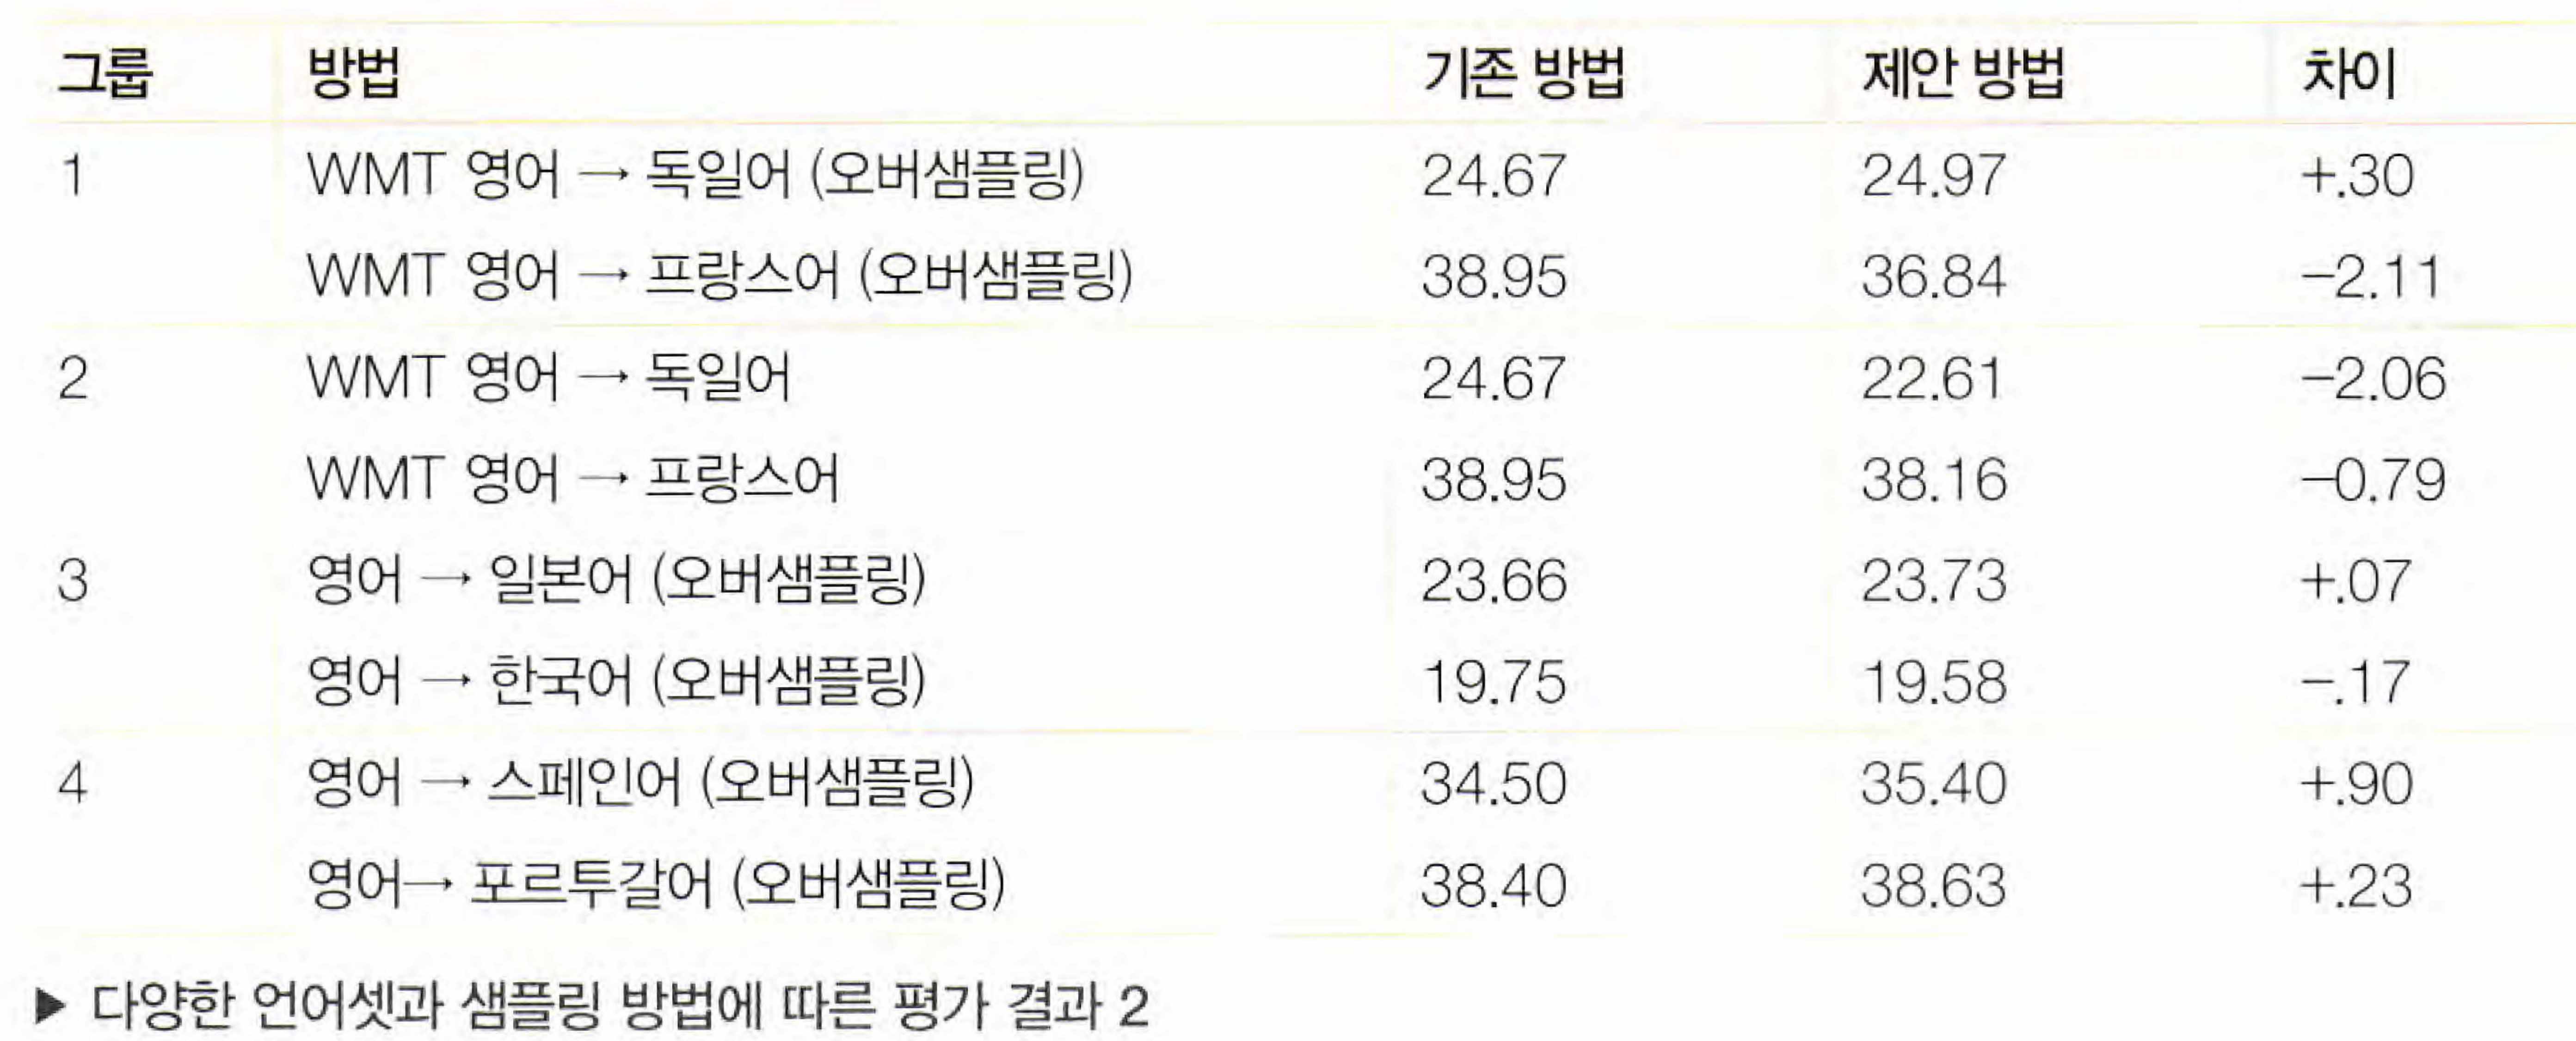 그룹 방법 기존 방법 제안 방법 차이
1 WMT 영어 → 독일어 (오버샘플링) 24.67 24.97 +.30
WMT 영어 → 프랑스어 (오버샘플링) 38.95 36.84 −2.11
2 WMT 영어 → 독일어 24.67 22.61 −2.06
WMT 영어 → 프랑스어 38.95 38.16 −0.79
3 영어 → 일본어 (오버샘플링) 23.66 23.73 +.07
영어 → 한국어 (오버샘플링) 19.75 19.58 −.17
4 영어 → 스페인어 (오버샘플링) 34.50 35.40 +.90
영어→ 포르투갈어 (오버샘플링) 38.40 38.63 +.23
▶ 다양한 언어셋과 샘플링 방법에 따른 평가 결과 2